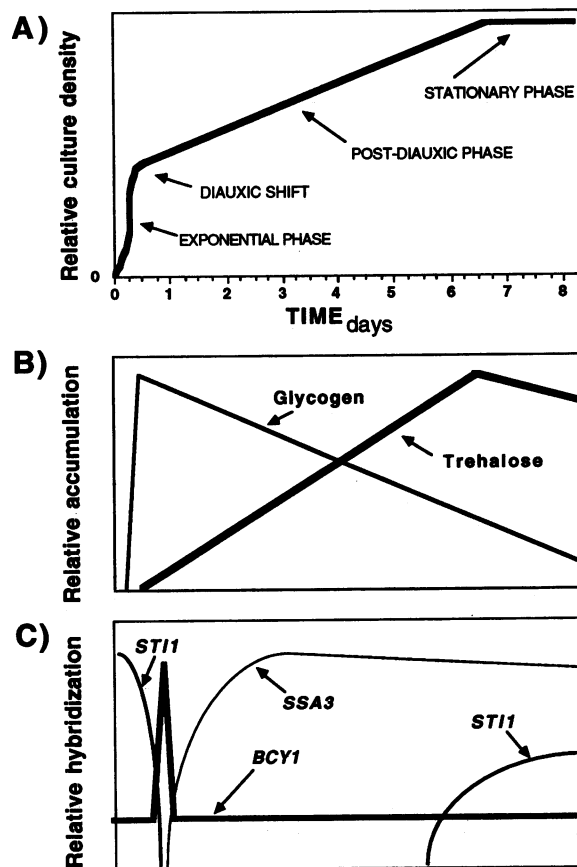 A)
Relative culture density
STATIONARY PHASE
POST-DIAUXIC PHASE
DIAUXIC SHIFT
EXPONENTIAL PHASE
0
0 1 2 3 4 5 6 7 8
TIME days
B)
Relative accumulation
Glycogen
Trehalose
C)
Relative hybridization
STI1
SSA3
STI1
BCY1